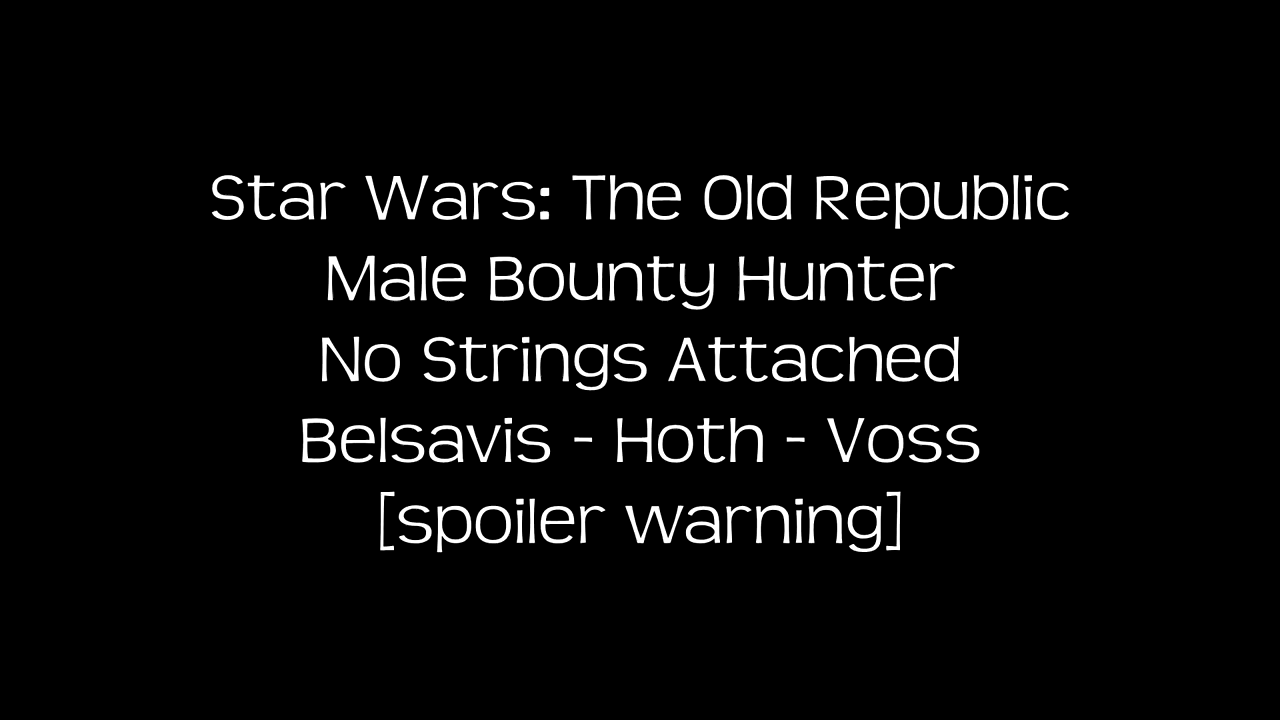 Star Wars: The Old Republic
Male Bounty Hunter
No Strings Attached
Belsavis - Hoth - Voss
[spoiler warning]